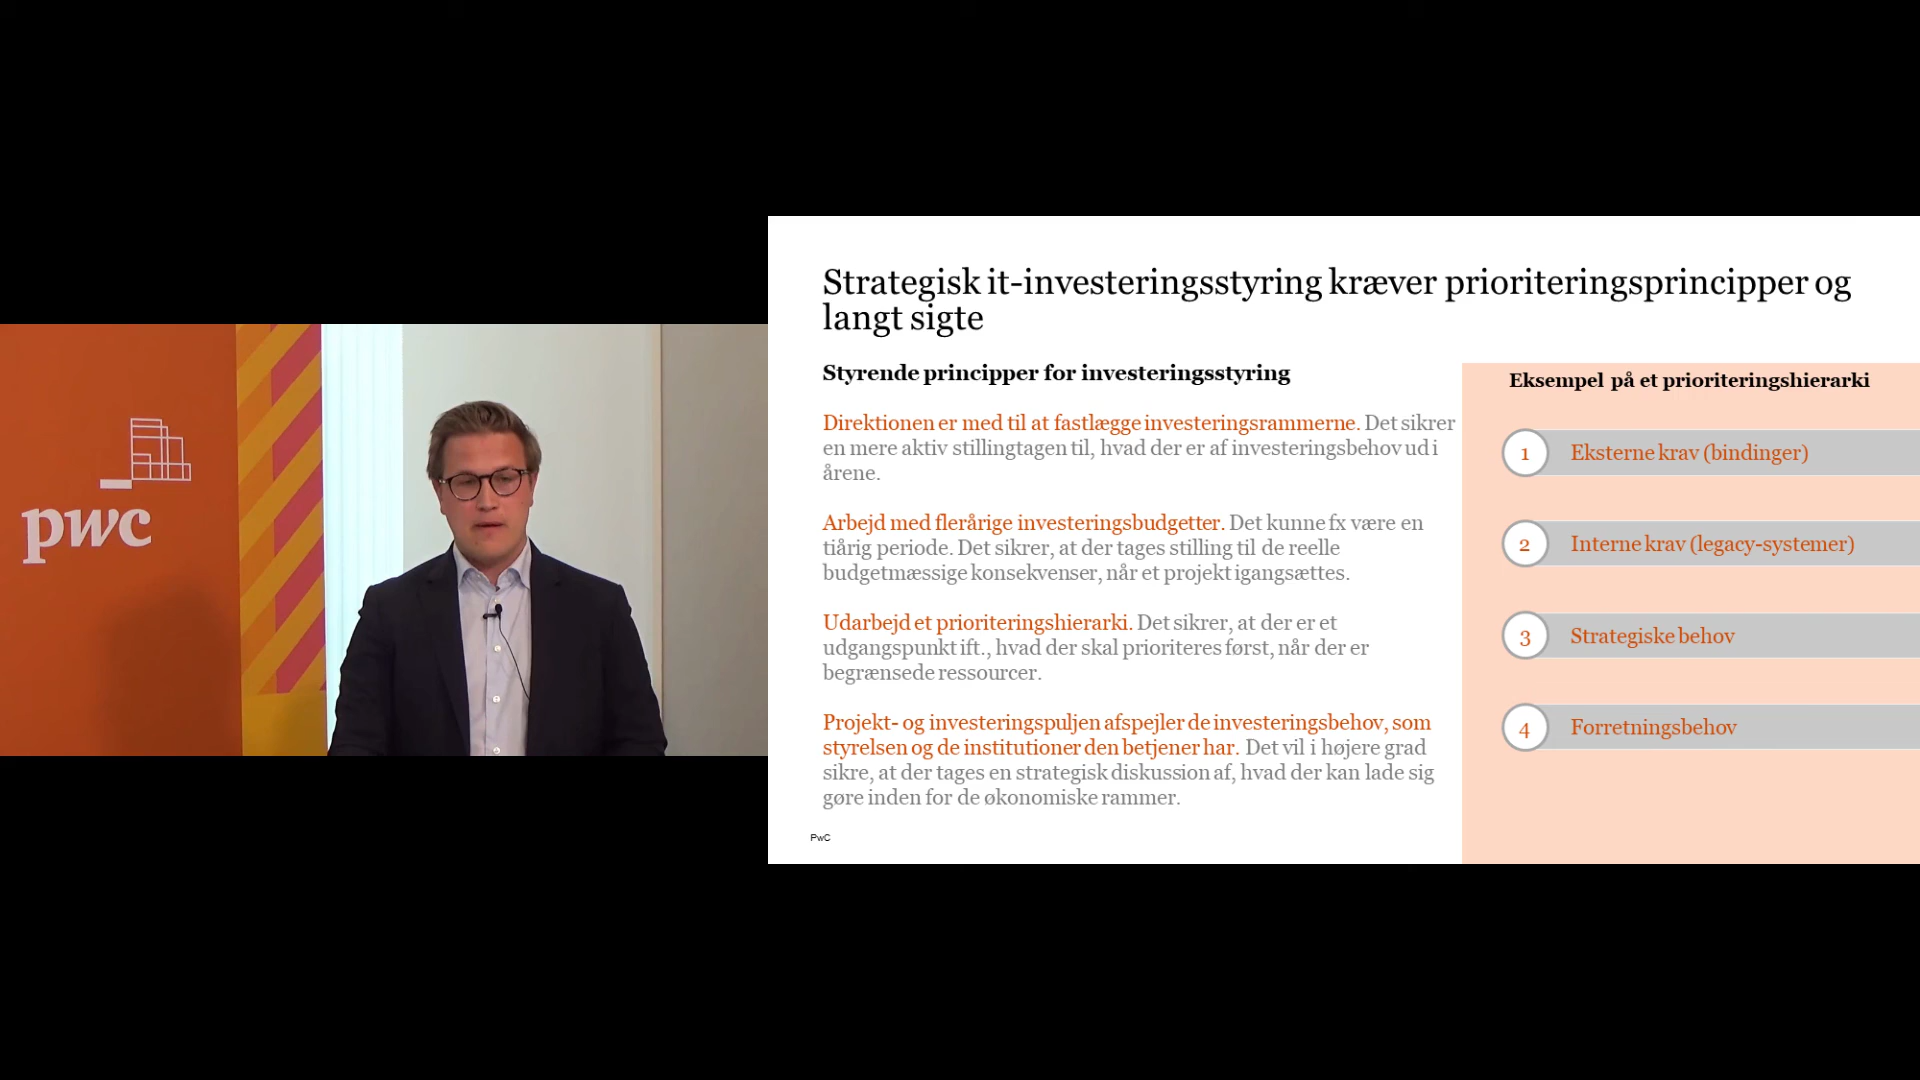 pwc
Strategisk it-investeringsstyring kræver prioriteringsprincipper og
langt sigte
Styrende principper for investeringsstyring
Direktionen er med til at fastlægge investeringsrammerne. Det sikrer
en mere aktiv stillingtagen til, hvad der er af investeringsbehov ud i
årene.
Arbejd med flerårige investeringsbudgetter. Det kunne fx være en
tiårig periode. Det sikrer, at der tages stilling til de reelle
budgetmæssige konsekvenser, når et projekt igangsættes.
Udarbejd et prioriteringshierarki. Det sikrer, at der er et
udgangspunkt ift., hvad der skal prioriteres først, når der er
begrænsede ressourcer.
Projekt- og investeringspuljen afspejler de investeringsbehov, som
styrelsen og de institutioner den betjener har. Det vil i højere grad
sikre, at der tages en strategisk diskussion af, hvad der kan lade sig
gøre inden for de økonomiske rammer.
PwC
Eksempel på et prioriteringshierarki
1 Eksterne krav (bindinger)
2 Interne krav (legacy-systemer)
3 Strategiske behov
4 Forretningsbehov